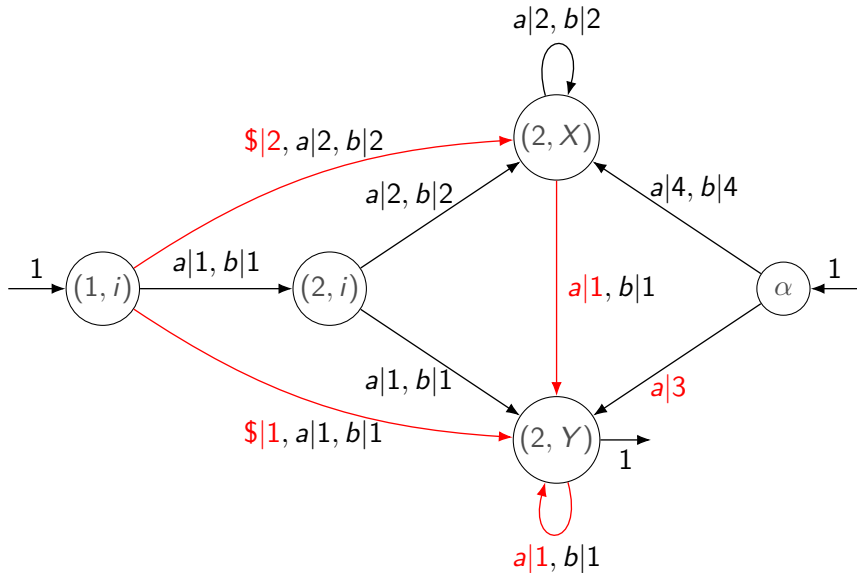 a|2, b|2
(2, X)
$|2, a|2, b|2
a|2, b|2
a|4, b|4
1
a|1, b|1
1
(1, i)
(2, i)
a|1, b|1
α
a|1, b|1
a|3
$|1, a|1, b|1
(2, Y)
1
a|1, b|1